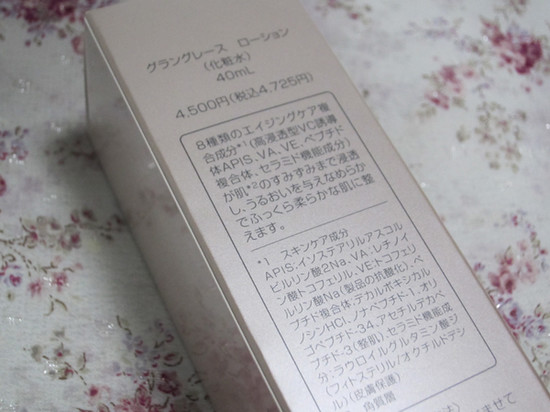 グラングレース　ローション
(化粧水)
40mL
4,500円(税込4,725円)
8種類のエイジングケア複
合成分*1(高浸透型VC誘導
体APIS、VA、VE、ペプチド
複合体、セラミド機能成分)
が肌*2のすみずみまで浸透
し、うるおいを与えなめらか
でふっくら柔らかな肌に整
えます。
*1　スキンケア成分
APIS:イソステアリルアスコル
ビルリン酸2Na、VA:レチノイ
ン酸トコフェリル、VE:トコフェ
ルリン酸Na(製品の抗酸化)、ペ
プチド複合体:デカルボキシカル
ノシンHCl、ノナペプチド-1、オリ
ゴペプチド-34、アセチルデカペ
プチド-3(整肌)、セラミド機能成
分:ラウロイルグルタミン酸ジ
(フィトステリル/オクチルドデシ
ル)(皮膚保護)
角質層
ませて